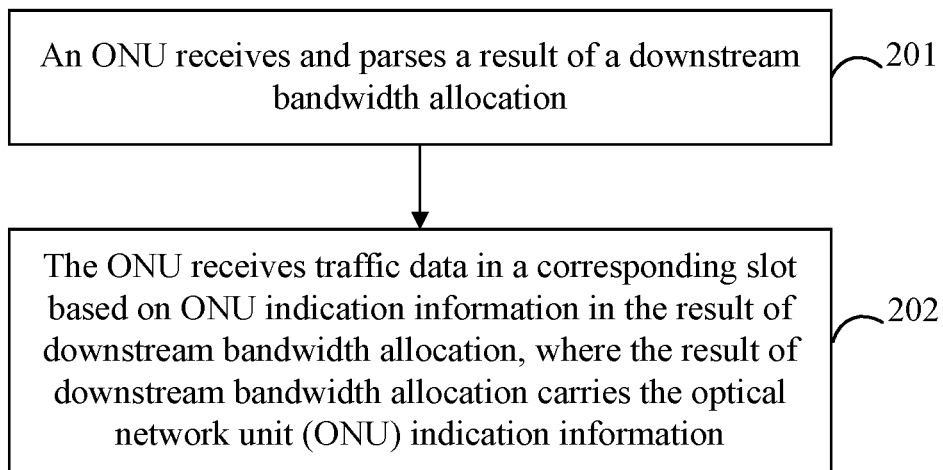 An ONU receives and parses a result of a downstream
bandwidth allocation
201
The ONU receives traffic data in a corresponding slot
based on ONU indication information in the result of
downstream bandwidth allocation, where the result of
downstream bandwidth allocation carries the optical
network unit (ONU) indication information
202